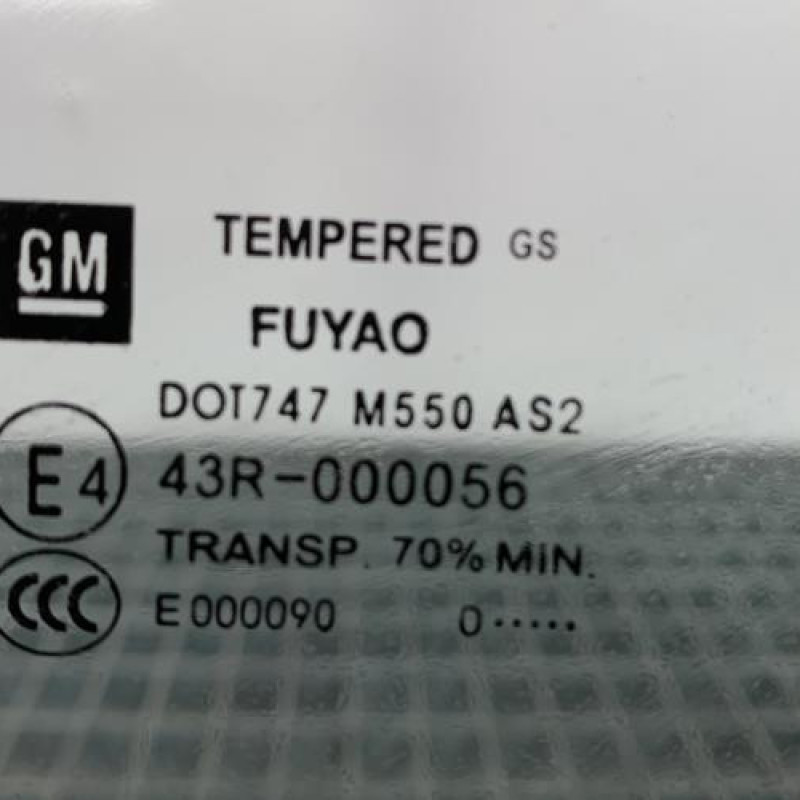 GM
TEMPERED GS
FUYAO
DOT747 M550 AS2
E4 43R-000056
TRANSP. 70% MIN.
CCC E000090 0•••••